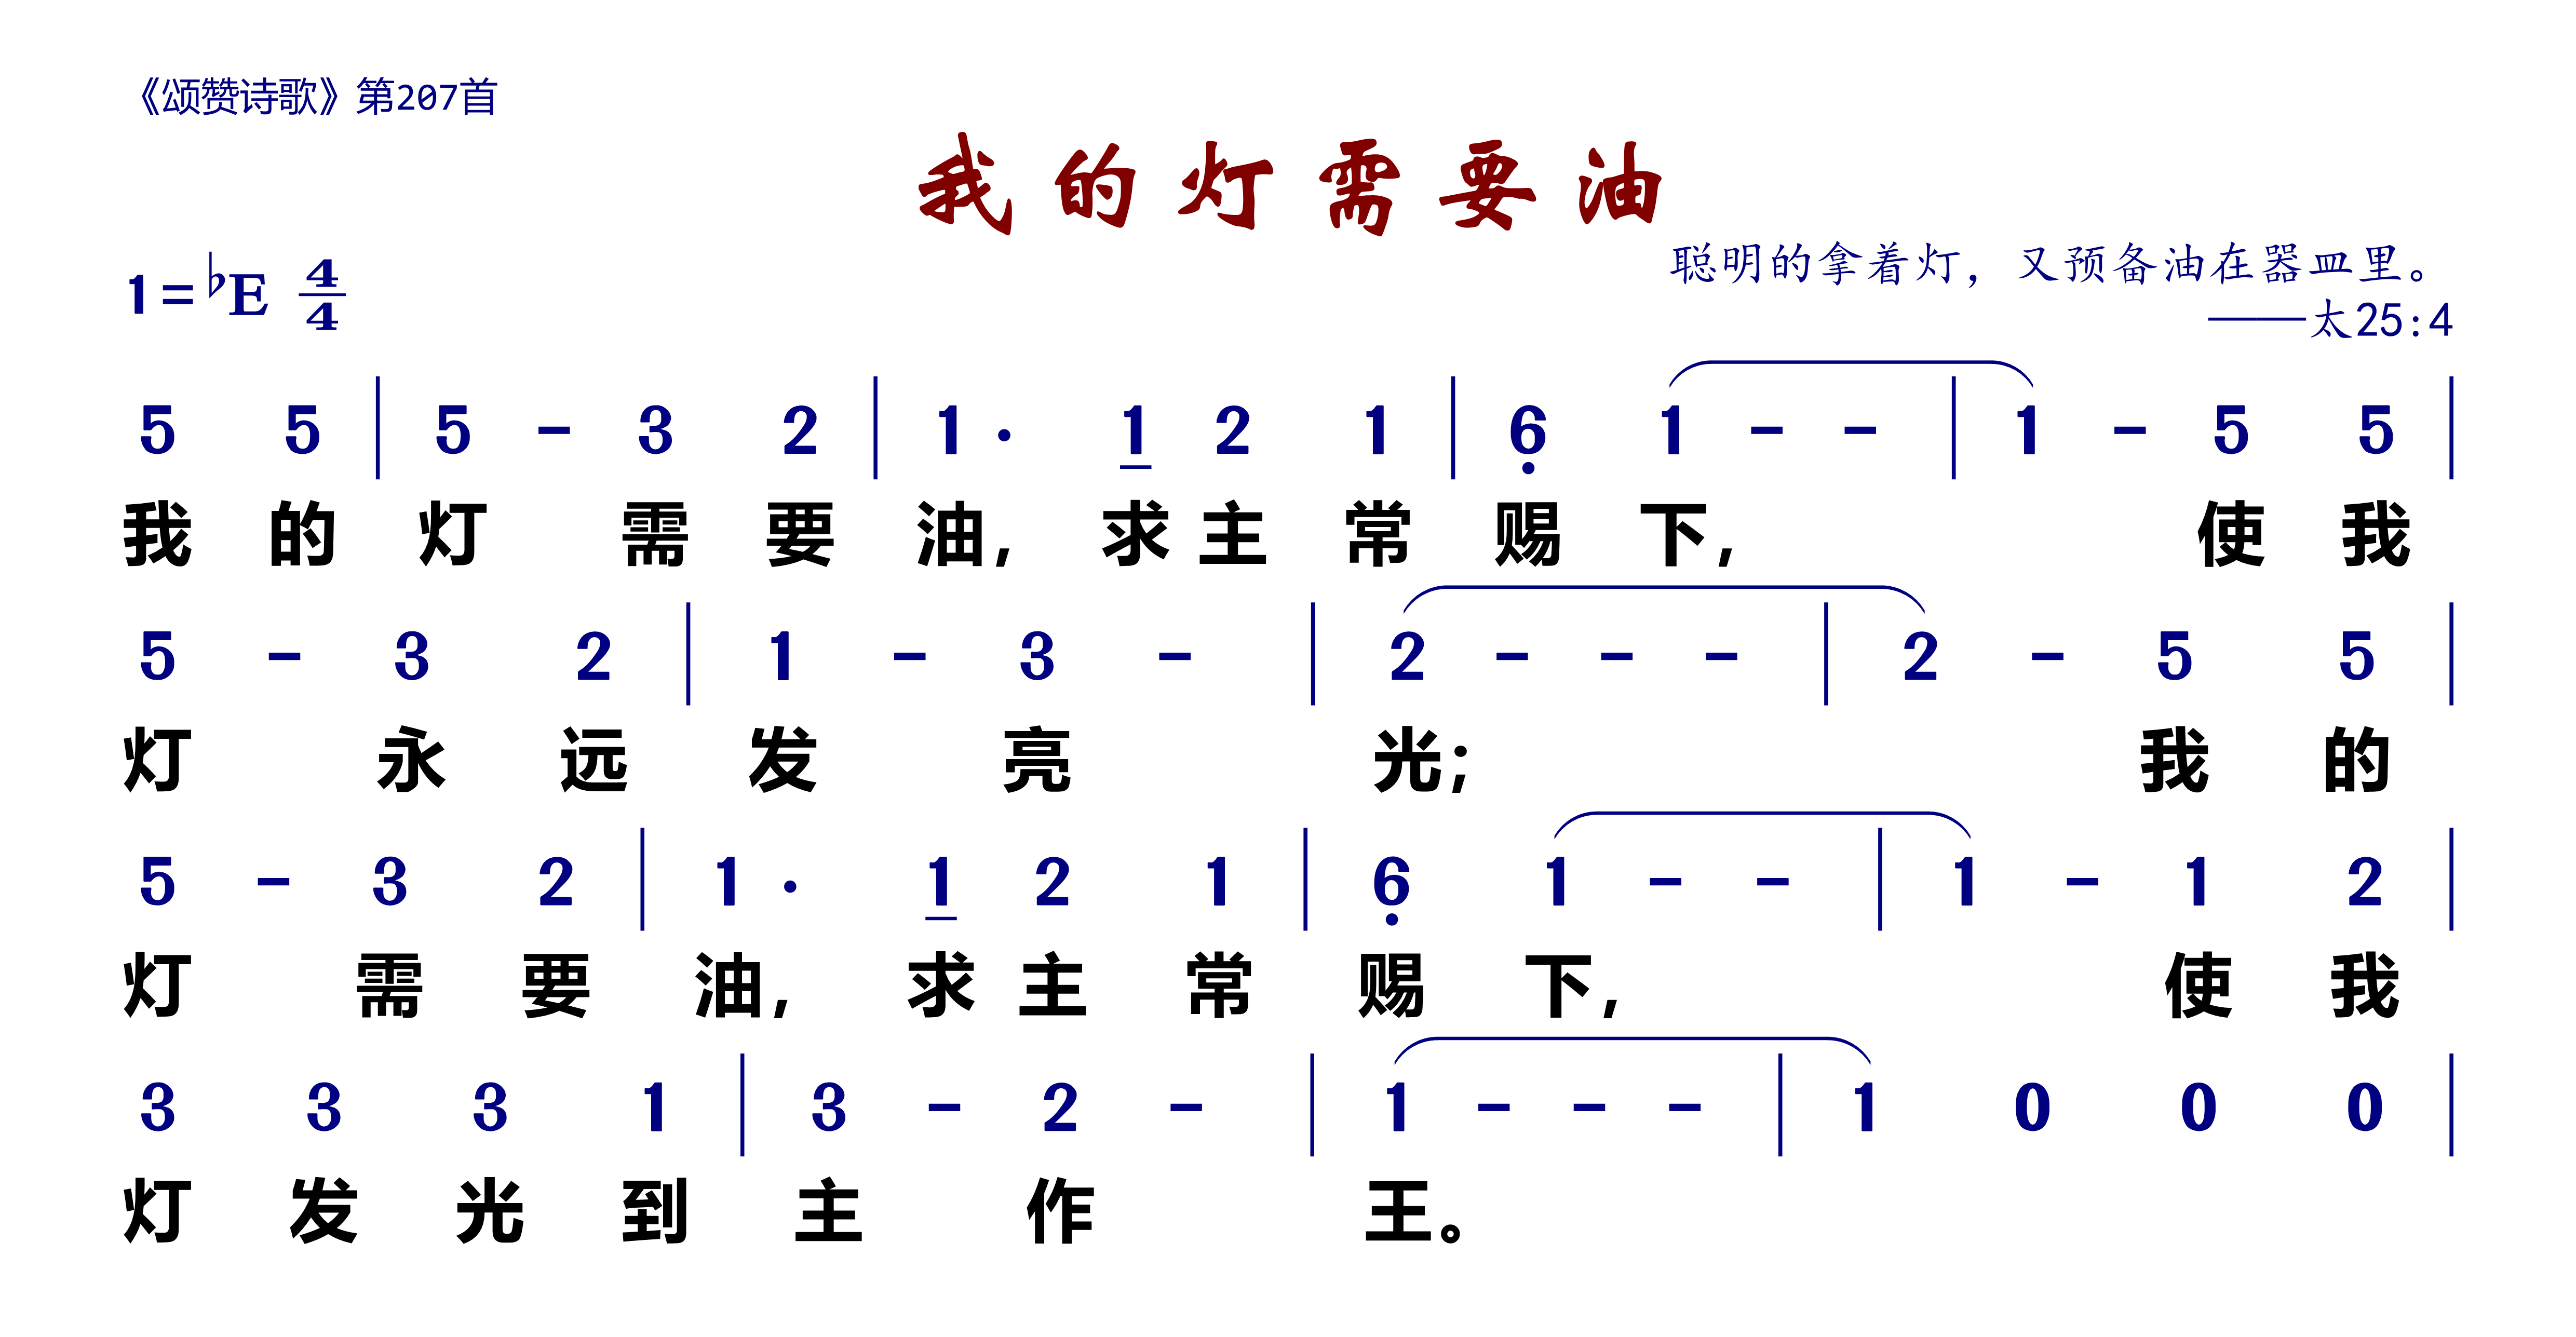 《颂赞诗歌》第207首
我的灯需要油
1=♭E 4/4
聪明的拿着灯，又预备油在器皿里。
——太25:4
5 5 | 5 - 3 2 | 1 · 1 2 1 | 6 1 - - | 1 - 5 5 |
我 的 灯 需 要 油, 求 主 常 赐 下, 使 我
5 - 3 2 | 1 - 3 - | 2 - - - | 2 - 5 5 |
灯 永 远 发 亮 光; 我 的
5 - 3 2 | 1 · 1 2 1 | 6 1 - - | 1 - 1 2 |
灯 需 要 油, 求 主 常 赐 下, 使 我
3 3 3 1 | 3 - 2 - | 1 - - - | 1 0 0 0 |
灯 发 光 到 主 作 王。